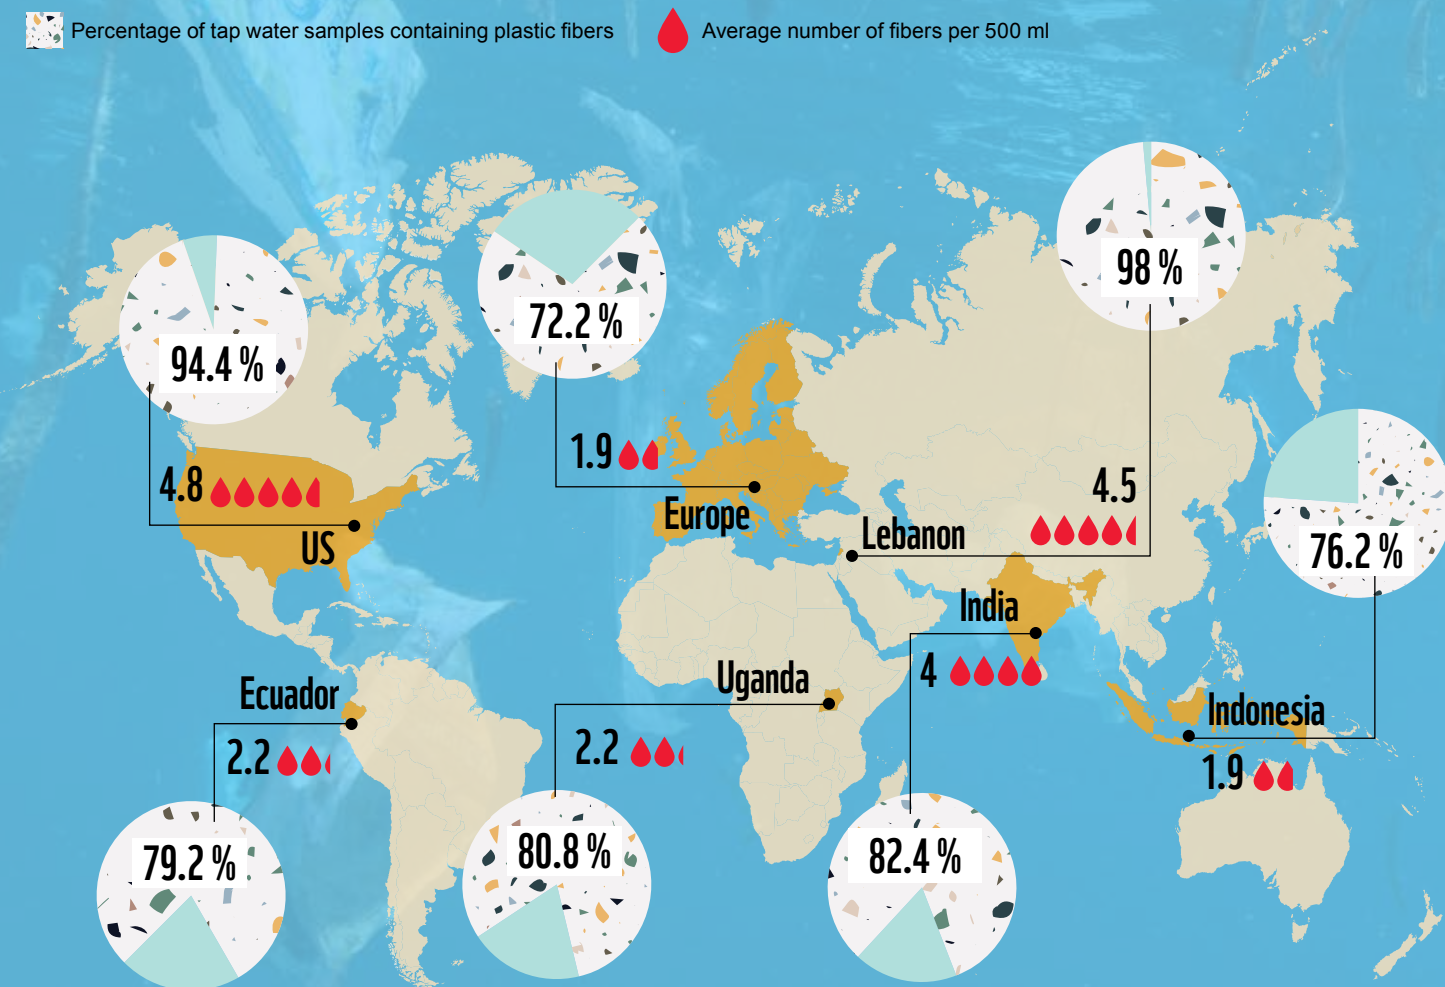 Percentage of tap water samples containing plastic fibers
Average number of fibers per 500 ml
94.4 %
4.8
US
72.2 %
1.9
Europe
98 %
4.5
Lebanon
76.2 %
Indonesia
1.9
India
4
82.4 %
Uganda
2.2
80.8 %
Ecuador
2.2
79.2 %